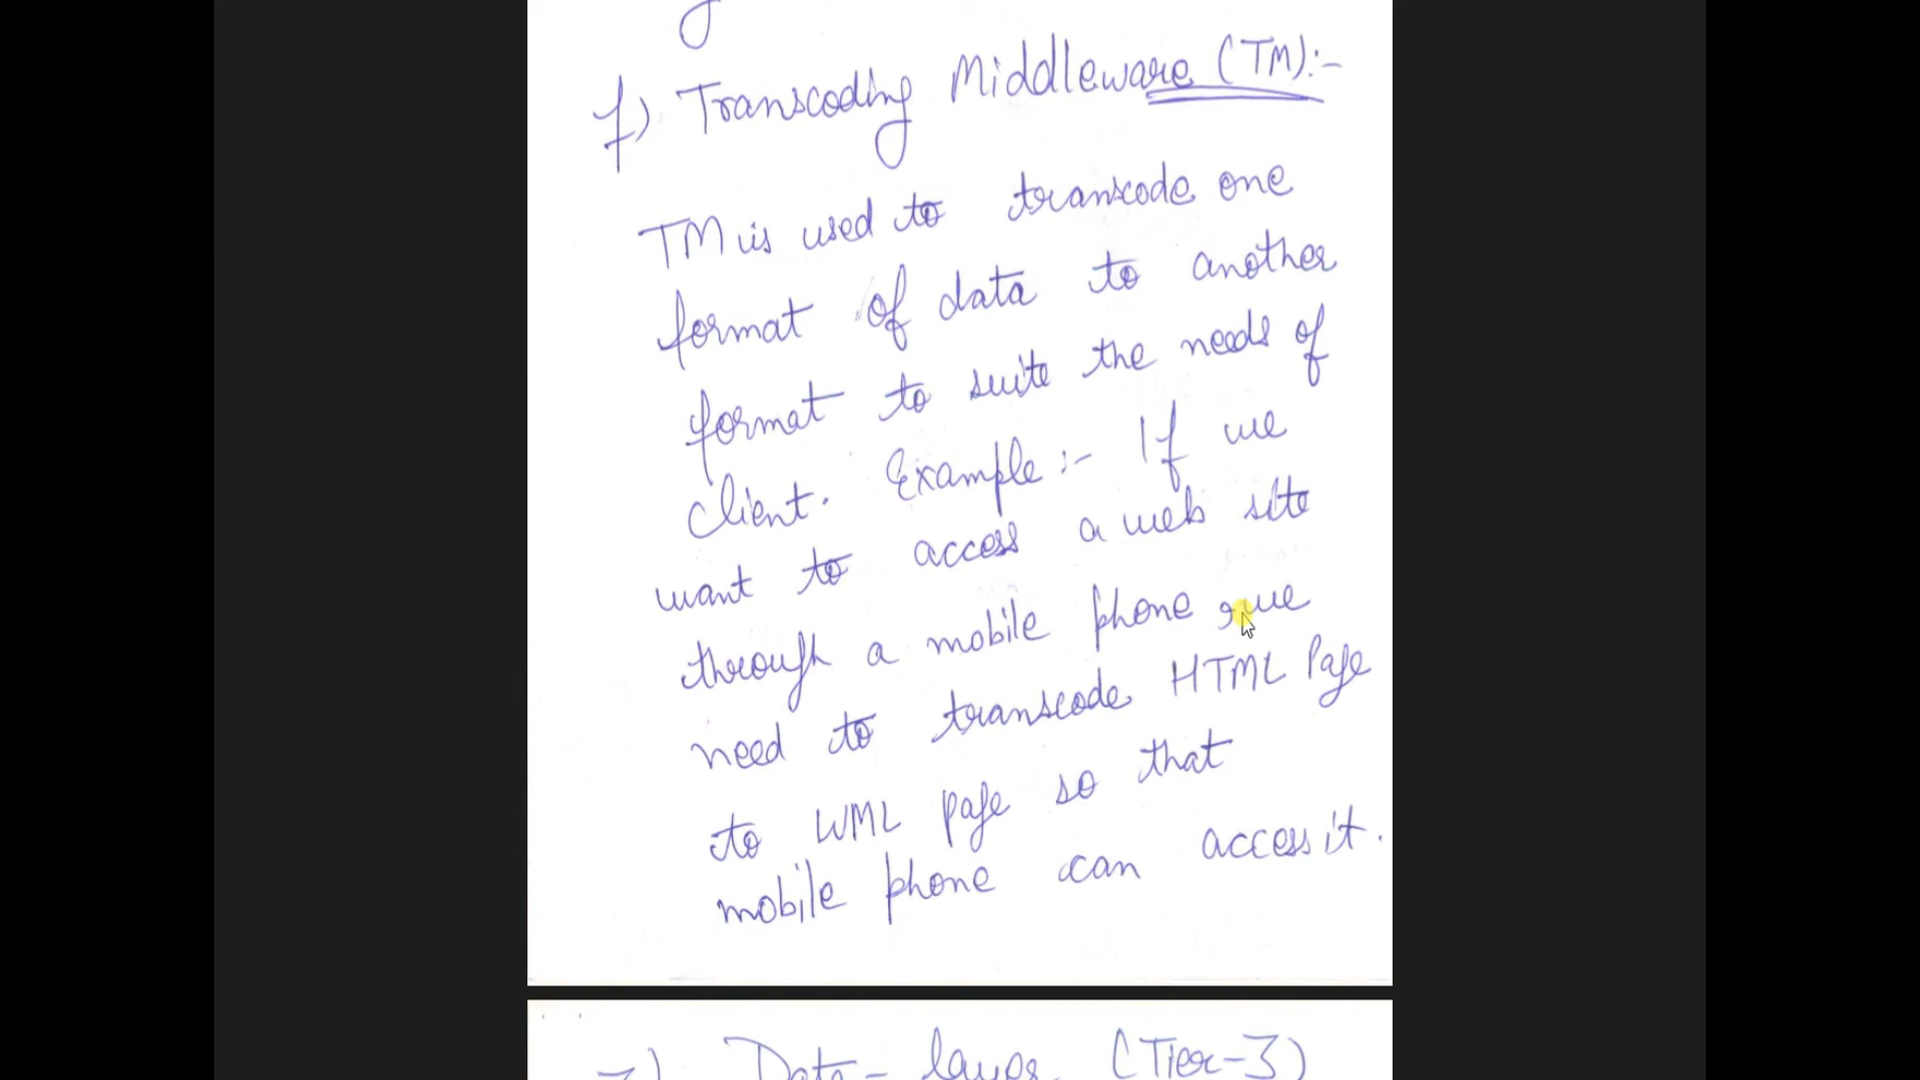 f) Transcoding Middleware (TM):-
TM is used to transcode one
format of data to another
format to suite the needs of
client. Example :- If we
want to access a web site
through a mobile phone, we
need to transcode HTML Page
to WML page so that
mobile phone can access it.
Data-layer (Tier-3)